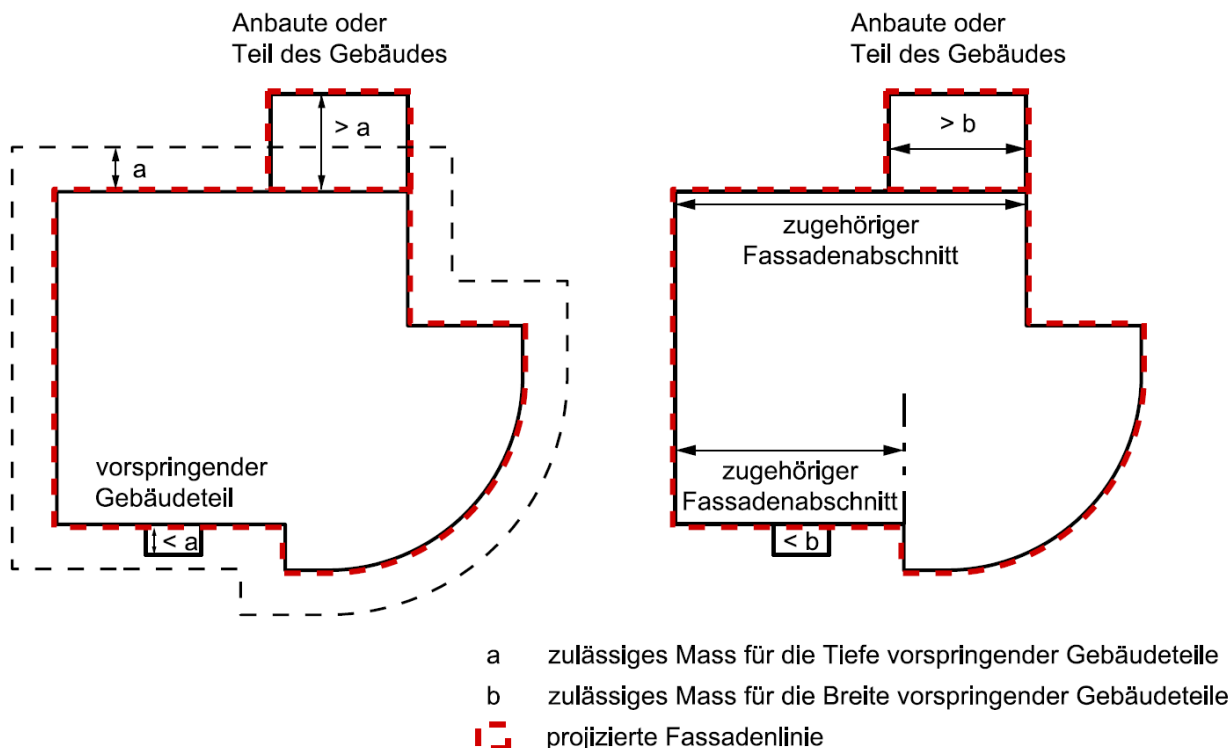 Anbaute oder
Teil des Gebäudes
> a
a
vorspringender
Gebäudeteil
< a
Anbaute oder
Teil des Gebäudes
> b
zugehöriger
Fassadenabschnitt
zugehöriger
Fassadenabschnitt
< b
a zulässiges Mass für die Tiefe vorspringender Gebäudeteile
b zulässiges Mass für die Breite vorspringender Gebäudeteile
projizierte Fassadenlinie